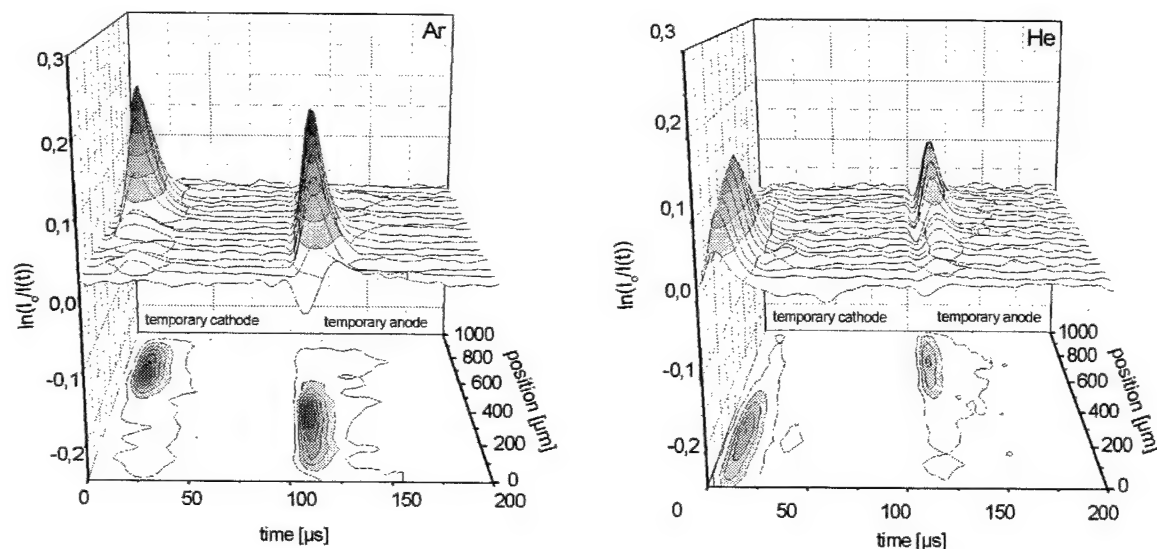 Ar
0,3
0,2
0,1
0,0
-0,1
-0,2
ln(I₀/I(t))
temporary cathode
temporary anode
1000
800
600
400
200
0
position [µm]
0
50
100
150
200
time [µs]
He
0,3
0,2
0,1
0,0
-0,1
-0,2
ln(I₀/I(t))
temporary cathode
temporary anode
1000
800
600
400
200
0
position [µm]
0
50
100
150
200
time [µs]